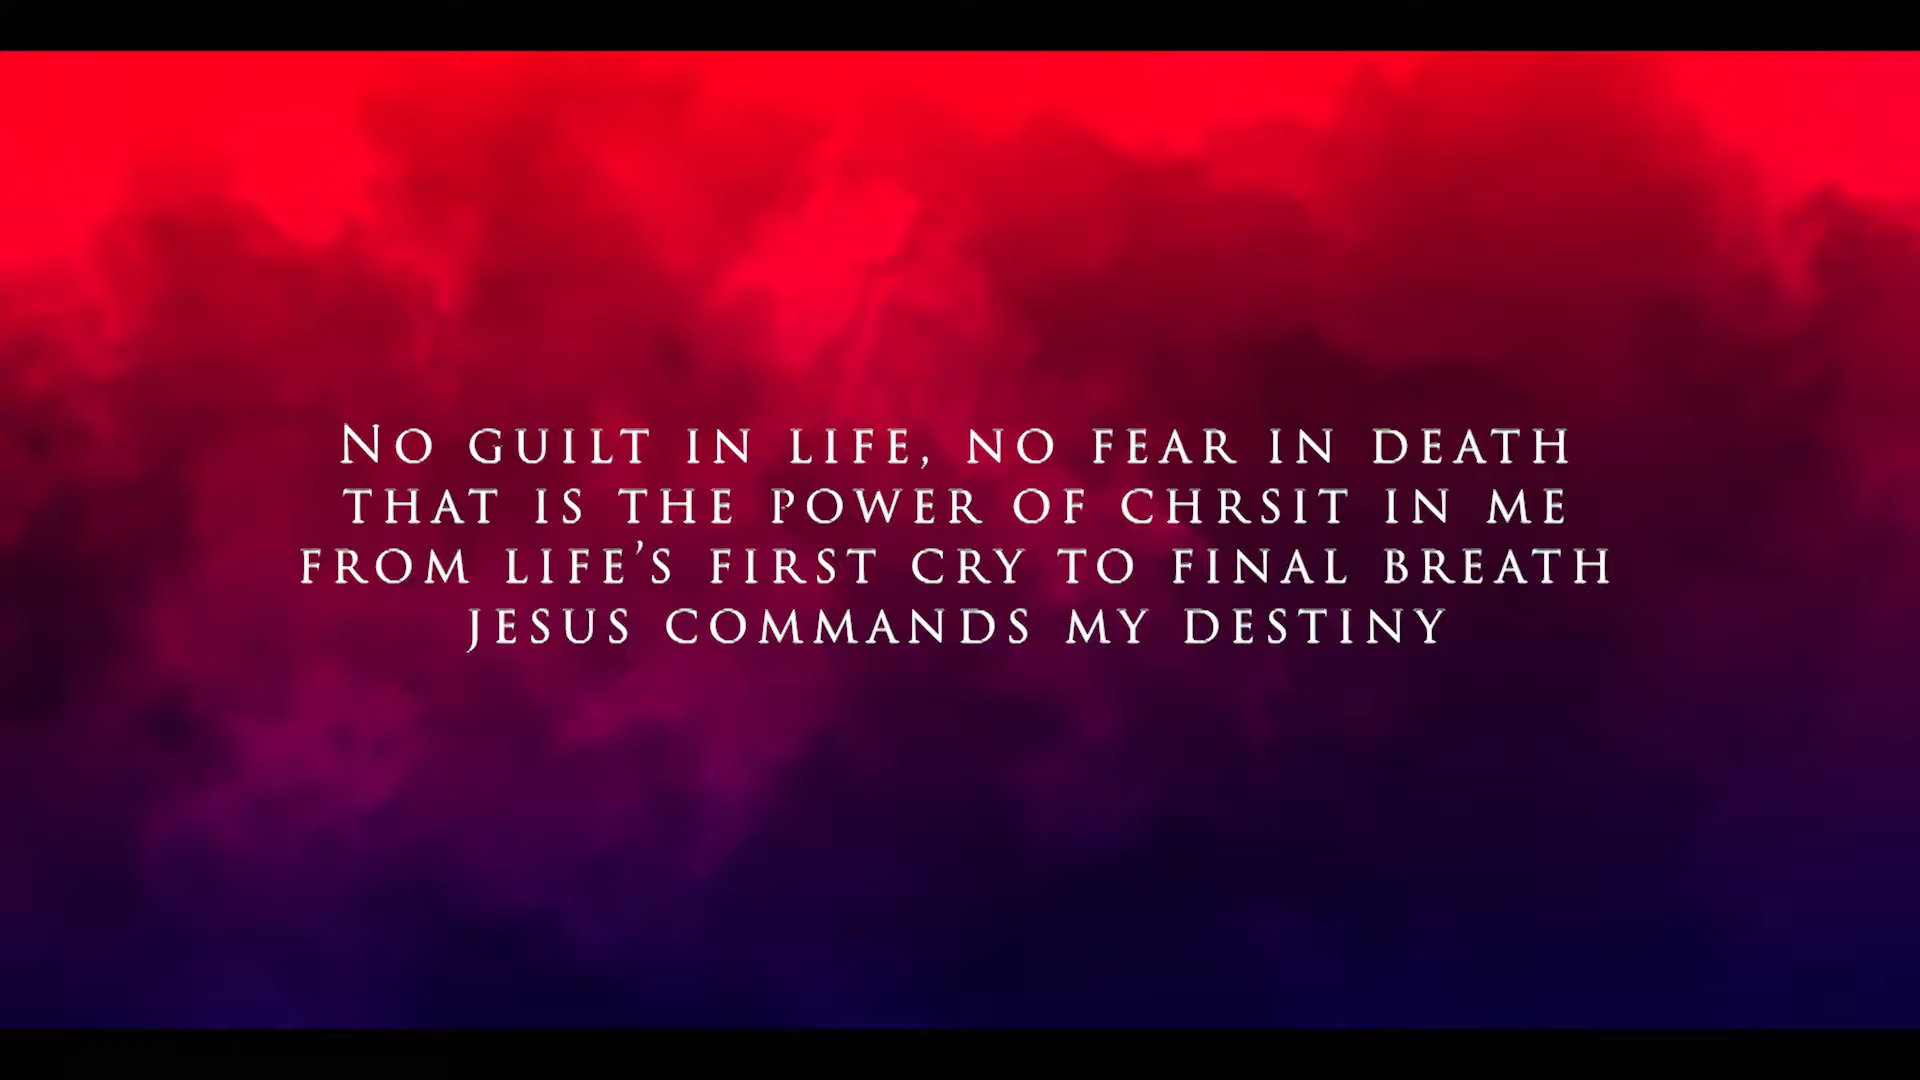 No guilt in life, no fear in death
that is the power of Chrsit in me
from life's first cry to final breath
Jesus commands my destiny